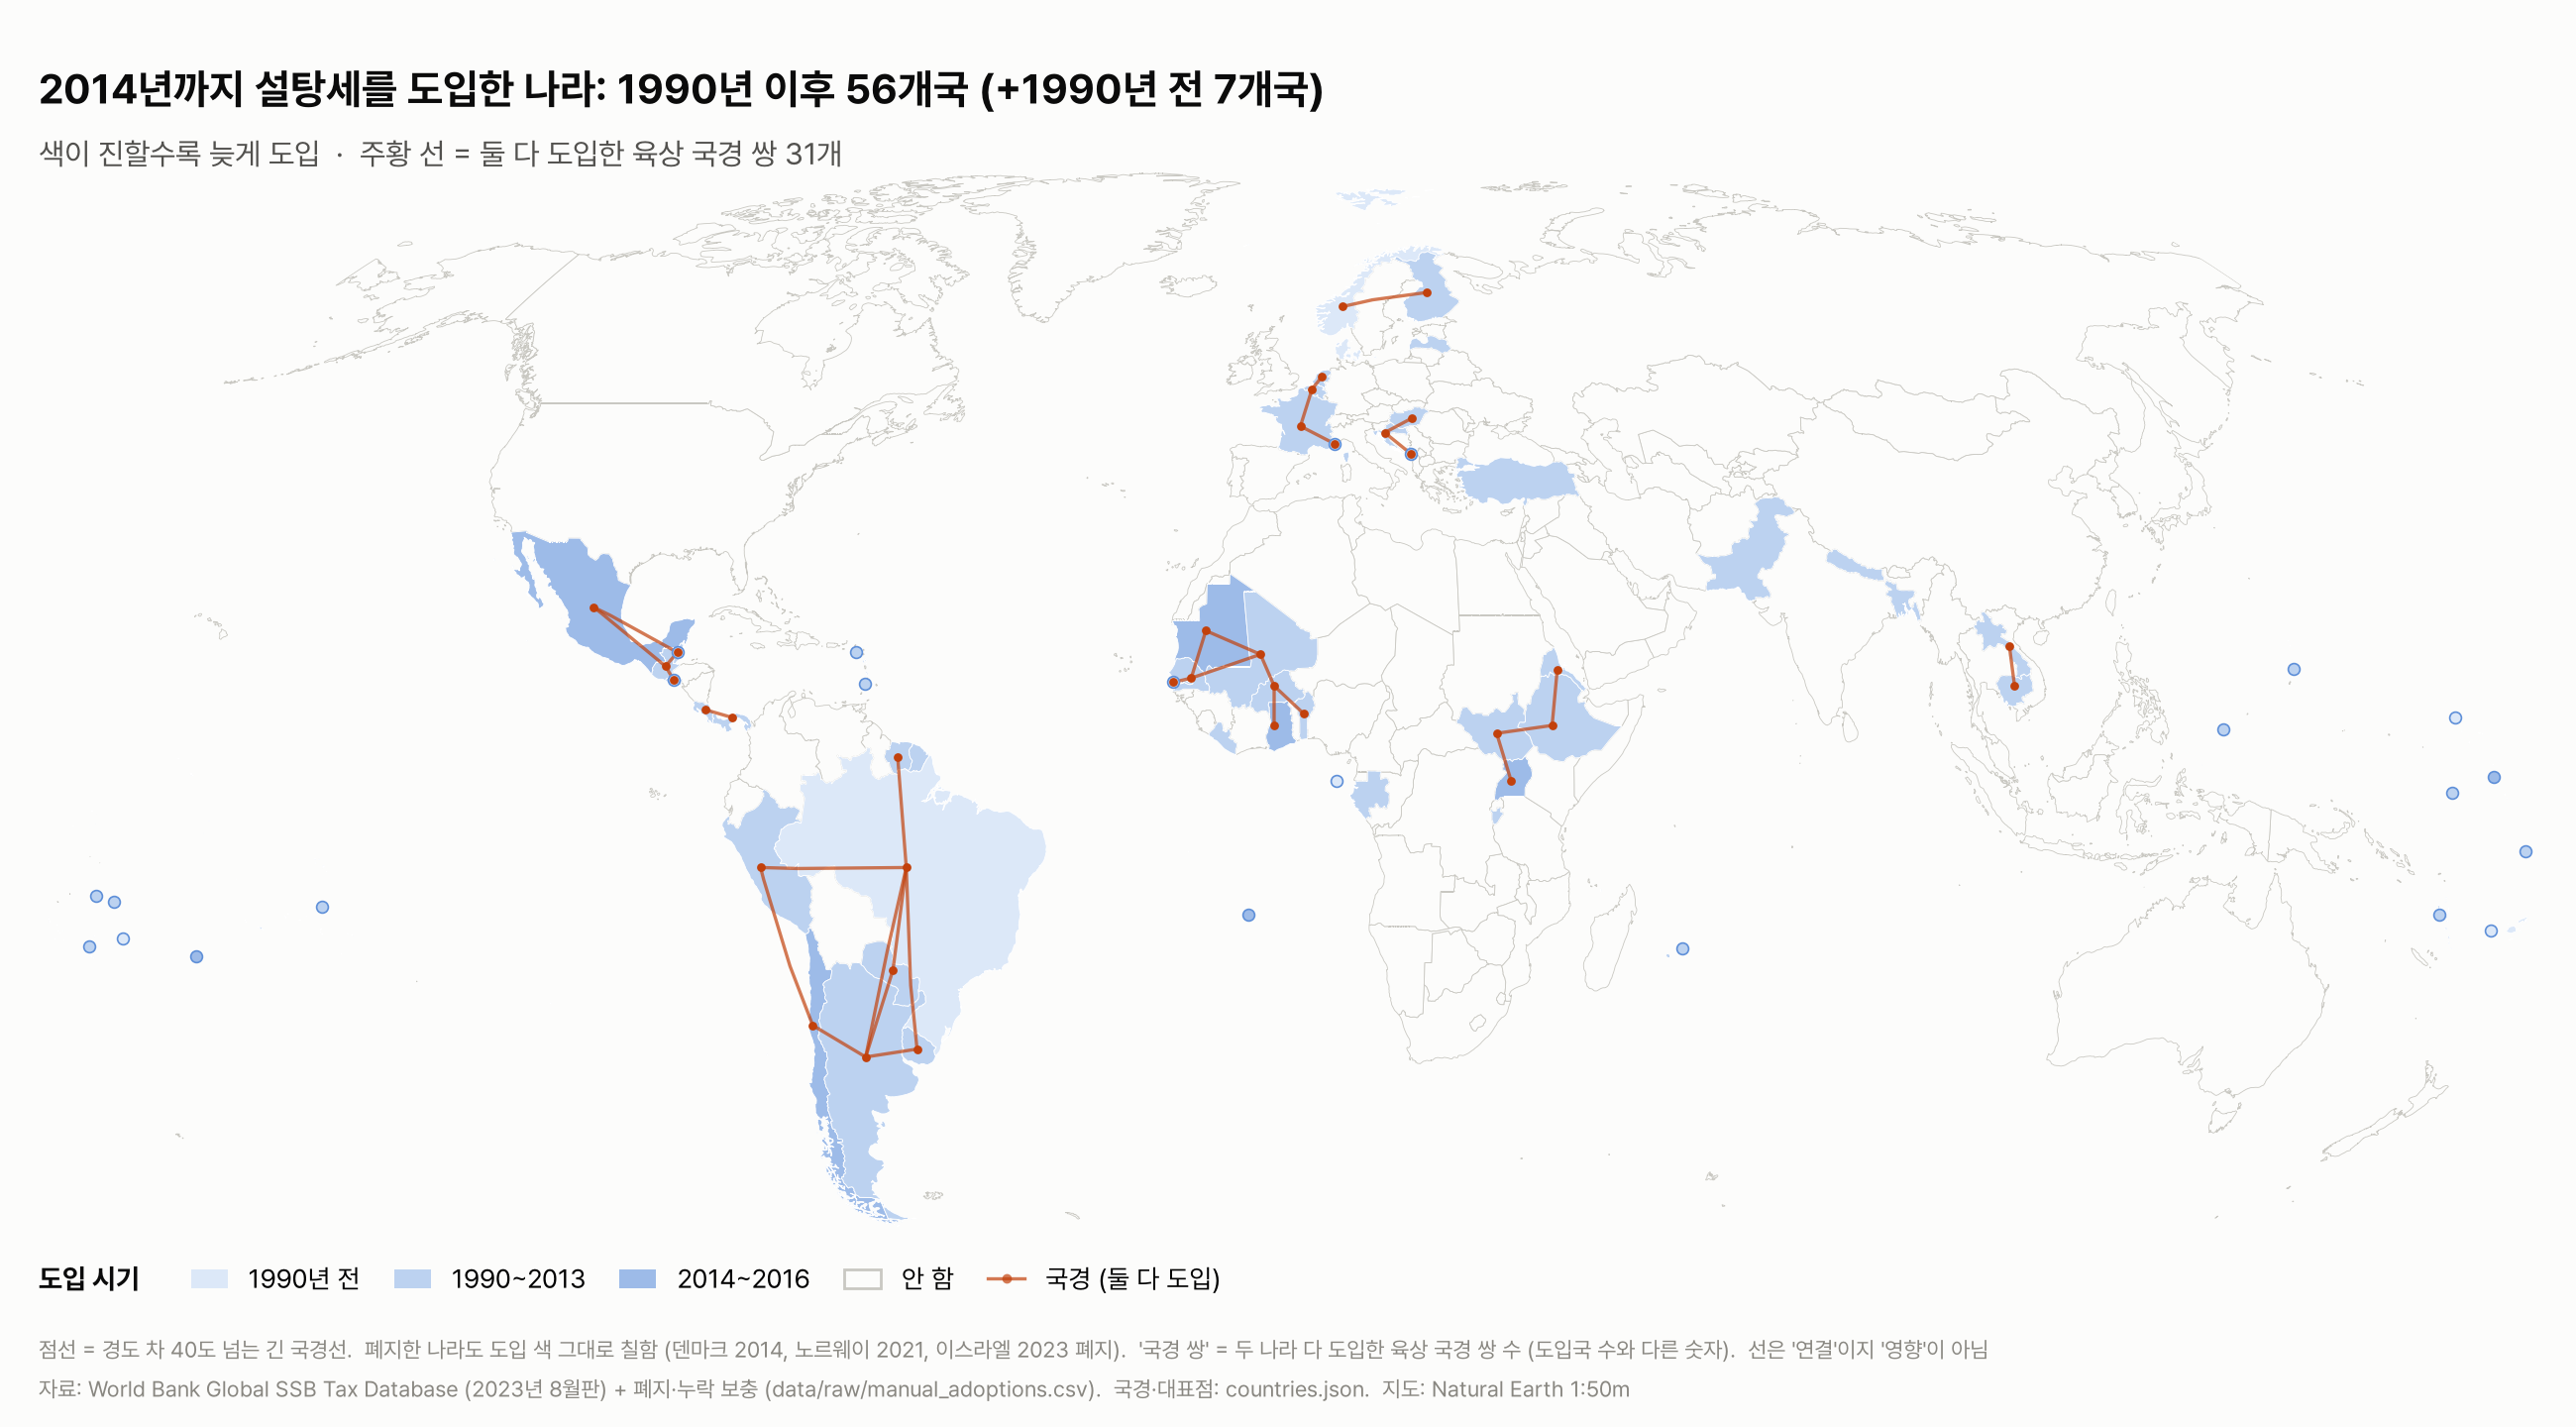 2014년까지 설탕세를 도입한 나라: 1990년 이후 56개국 (+1990년 전 7개국)
색이 진할수록 늦게 도입 · 주황 선 = 둘 다 도입한 육상 국경 쌍 31개
도입 시기 1990년 전 1990~2013 2014~2016 안 함 국경 (둘 다 도입)
점선 = 경도 차 40도 넘는 긴 국경선. 폐지한 나라도 도입 색 그대로 칠함 (덴마크 2014, 노르웨이 2021, 이스라엘 2023 폐지). '국경 쌍' = 두 나라 다 도입한 육상 국경 쌍 수 (도입국 수와 다른 숫자). 선은 '연결'이지 '영향'이 아님
자료: World Bank Global SSB Tax Database (2023년 8월판) + 폐지·누락 보충 (data/raw/manual_adoptions.csv). 국경·대표점: countries.json. 지도: Natural Earth 1:50m